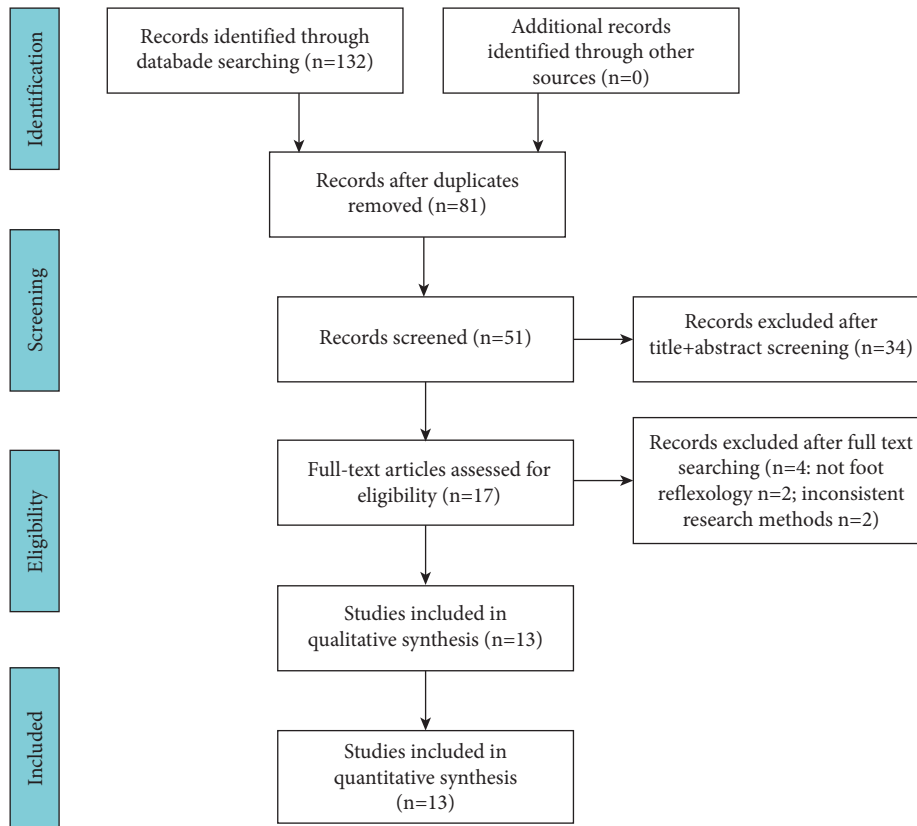 Identification
Records identified through
databade searching (n=132)
Additional records
identified through other
sources (n=0)
Records after duplicates
removed (n=81)
Screening
Records screened (n=51)
Records excluded after
title+abstract screening (n=34)
Eligibility
Full-text articles assessed for
eligibility (n=17)
Records excluded after full text
searching (n=4: not foot
reflexology n=2; inconsistent
research methods n=2)
Studies included in
qualitative synthesis (n=13)
Included
Studies included in
quantitative synthesis
(n=13)